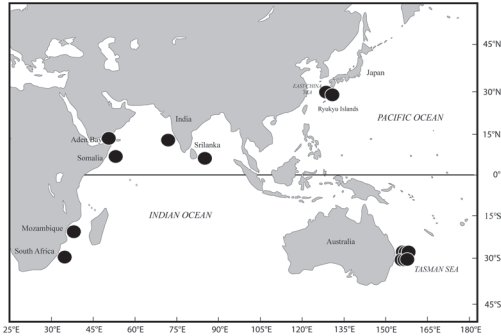 45°N
Japan
EAST CHINA
SEA
30°N
Ryukyu Islands
PACIFIC OCEAN
India
15°N
Aden Bay
Srilanka
Somalia
0°
INDIAN OCEAN
15°S
Mozambique
Australia
South Africa
30°S
TASMAN SEA
45°S
25°E 30°E 45°E 60°E 75°E 90°E 105°E 120°E 135°E 150°E 165°E 180°E